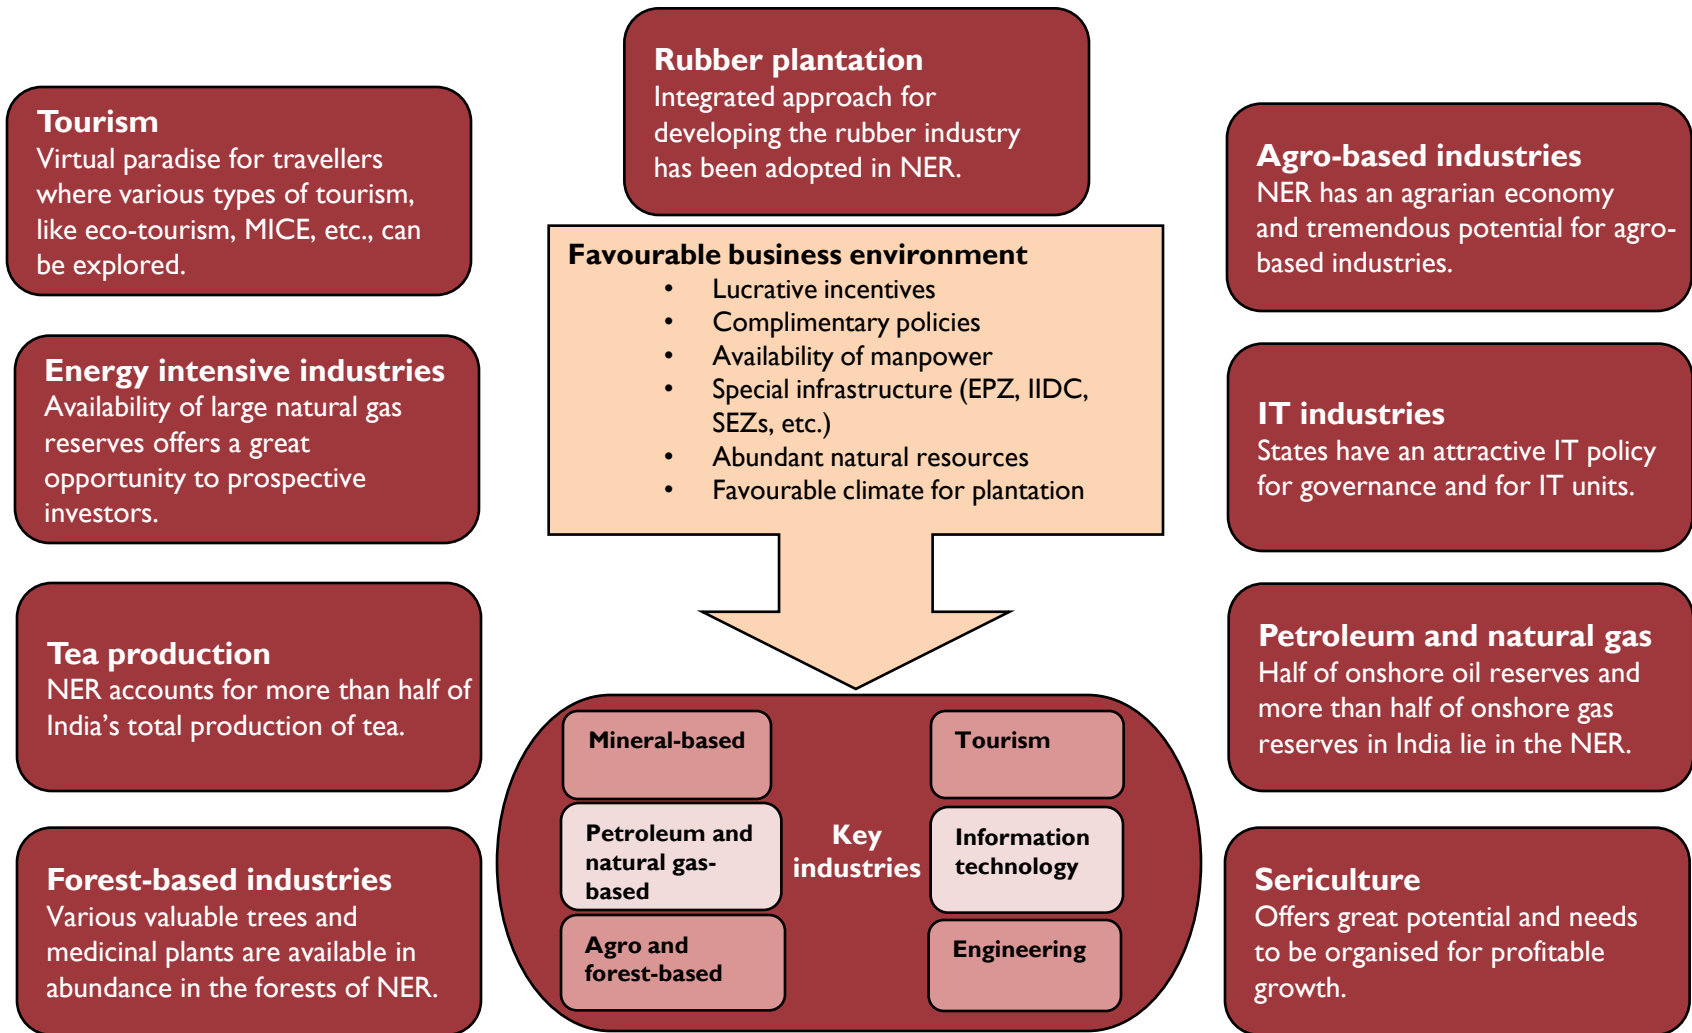 Rubber plantation
Integrated approach for
developing the rubber industry
has been adopted in NER.
Tourism
Virtual paradise for travellers
where various types of tourism,
like eco-tourism, MICE, etc., can
be explored.
Energy intensive industries
Availability of large natural gas
reserves offers a great
opportunity to prospective
investors.
Tea production
NER accounts for more than half of
India’s total production of tea.
Forest-based industries
Various valuable trees and
medicinal plants are available in
abundance in the forests of NER.
Favourable business environment
• Lucrative incentives
• Complimentary policies
• Availability of manpower
• Special infrastructure (EPZ, IIDC,
SEZs, etc.)
• Abundant natural resources
• Favourable climate for plantation
Mineral-based
Petroleum and
natural gas-
based
Agro and
forest-based
Key
industries
Tourism
Information
technology
Engineering
Agro-based industries
NER has an agrarian economy
and tremendous potential for agro-
based industries.
IT industries
States have an attractive IT policy
for governance and for IT units.
Petroleum and natural gas
Half of onshore oil reserves and
more than half of onshore gas
reserves in India lie in the NER.
Sericulture
Offers great potential and needs
to be organised for profitable
growth.